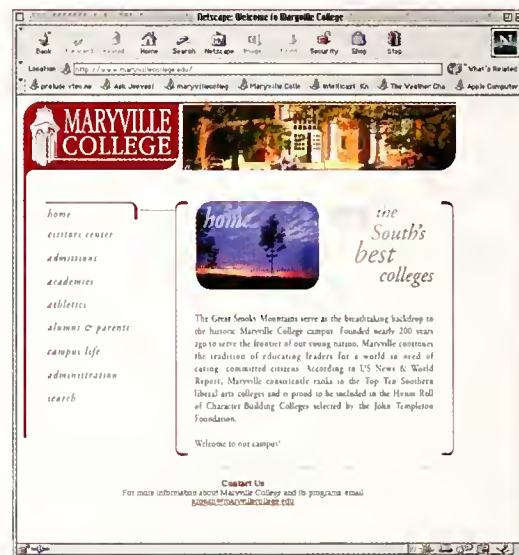 Netscape: Welcome to Maryville College
Back Forward Reload Home Search Netscape Images Print Security Shop Stop
Location http://www.maryvillecollege.edu/ What's Related
Ask Jeeves Maryville Colle Intellicast The Weather Cha Apple Computer
MARYVILLE
COLLEGE
home
visitors center
admissions
academics
athletics
alumni & parents
campus life
administration
search
home
the
South's
best
colleges
The Great Smoky Mountains serve as the breathtaking backdrop to
the historic Maryville College campus founded nearly 200 years
ago to serve the frontier of our young nation. Maryville continues
the tradition of educating leaders for a world in need of
caring, committed citizens. According to US News & World
Report, Maryville consistently ranks in the Top Ten Southern
liberal arts colleges and is proud to be included in the Honor Roll
of Character Building Colleges selected by the John Templeton
Foundation.
Welcome to our campus!
Contact Us
For more information about Maryville College and its programs email